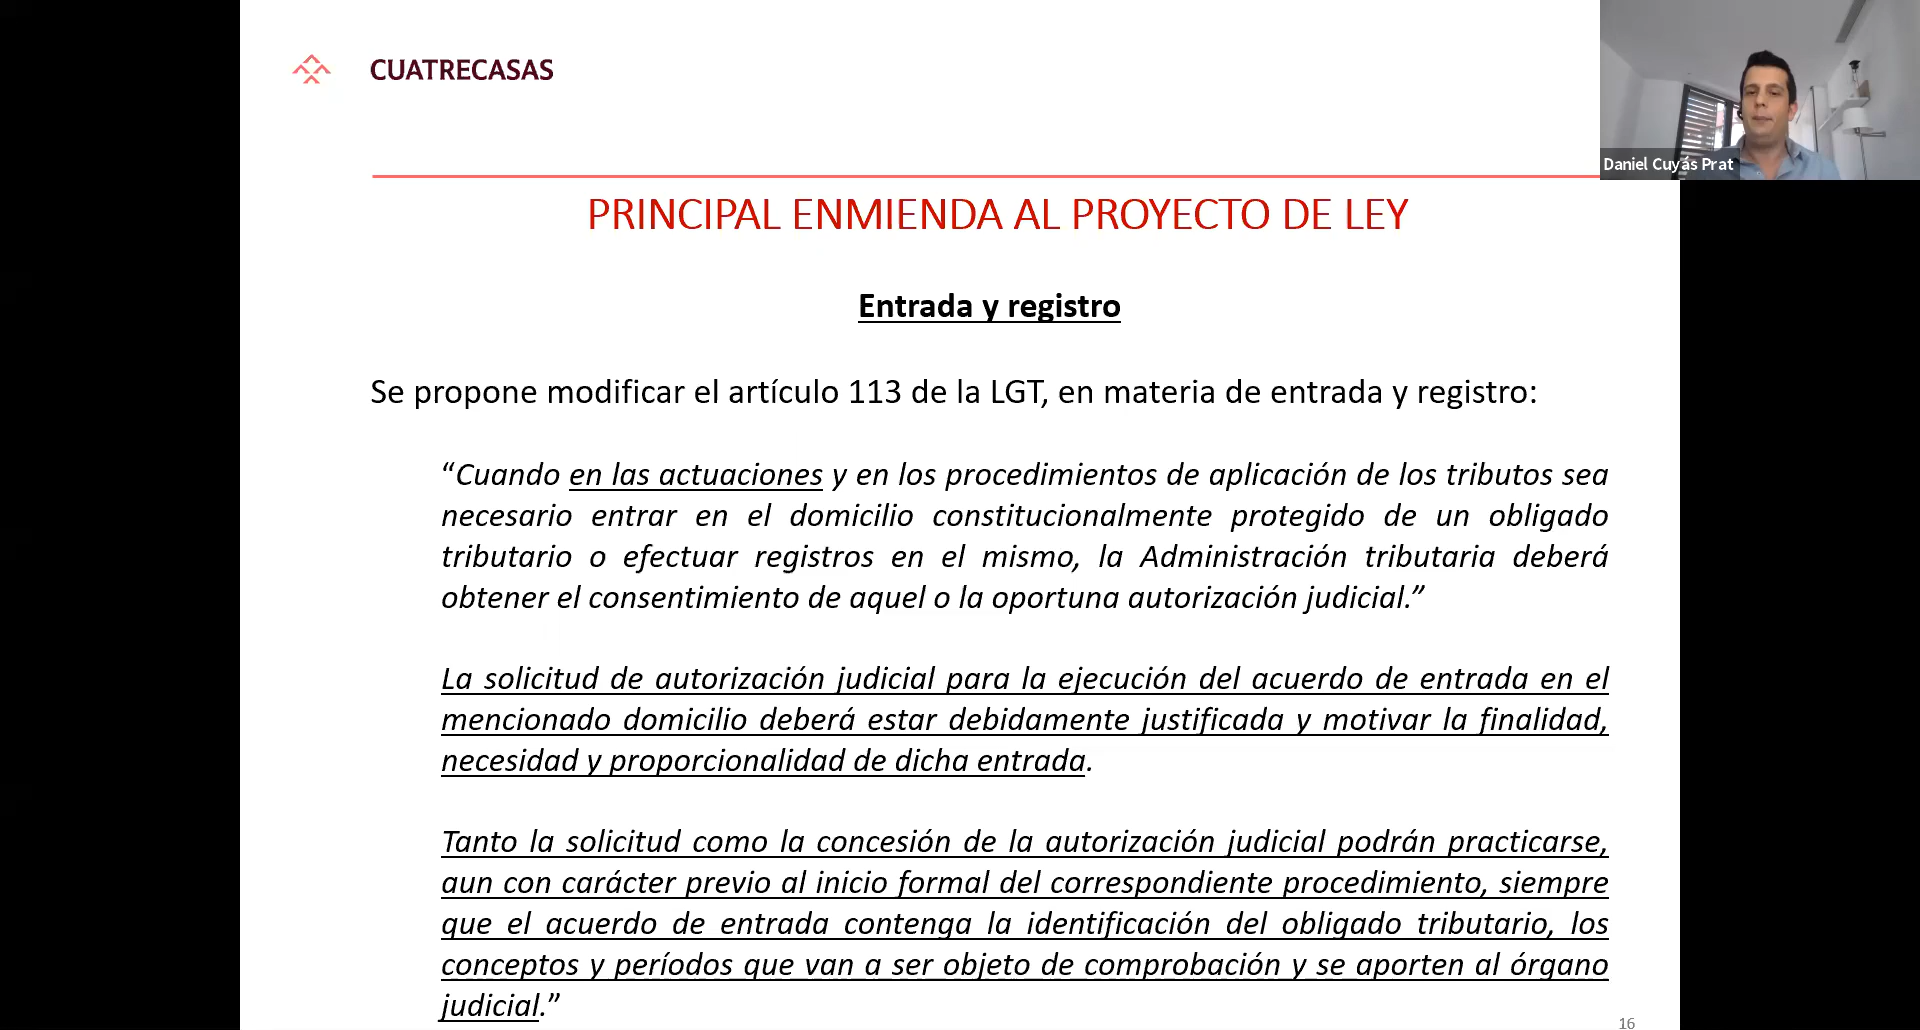 CUATRECASAS
Daniel Cuyás Prat
PRINCIPAL ENMIENDA AL PROYECTO DE LEY
Entrada y registro
Se propone modificar el artículo 113 de la LGT, en materia de entrada y registro:
“Cuando en las actuaciones y en los procedimientos de aplicación de los tributos sea
necesario entrar en el domicilio constitucionalmente protegido de un obligado
tributario o efectuar registros en el mismo, la Administración tributaria deberá
obtener el consentimiento de aquel o la oportuna autorización judicial.”
La solicitud de autorización judicial para la ejecución del acuerdo de entrada en el
mencionado domicilio deberá estar debidamente justificada y motivar la finalidad,
necesidad y proporcionalidad de dicha entrada.
Tanto la solicitud como la concesión de la autorización judicial podrán practicarse,
aun con carácter previo al inicio formal del correspondiente procedimiento, siempre
que el acuerdo de entrada contenga la identificación del obligado tributario, los
conceptos y períodos que van a ser objeto de comprobación y se aporten al órgano
judicial.”
16